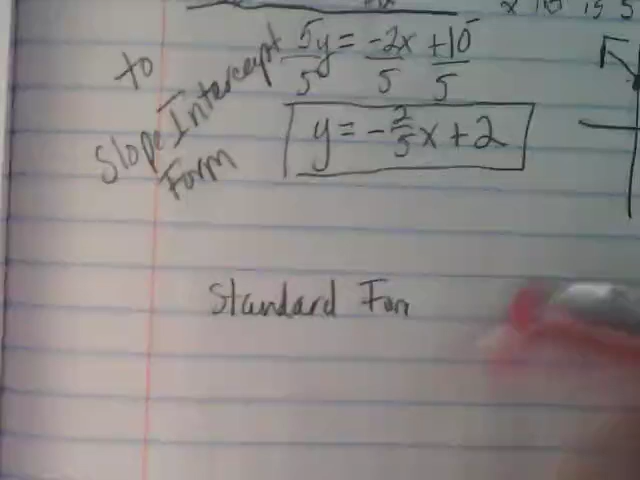 5y = -2x +10
5 5 5
y = -2/5x + 2
to
Slope Intercept
Form
Standard For